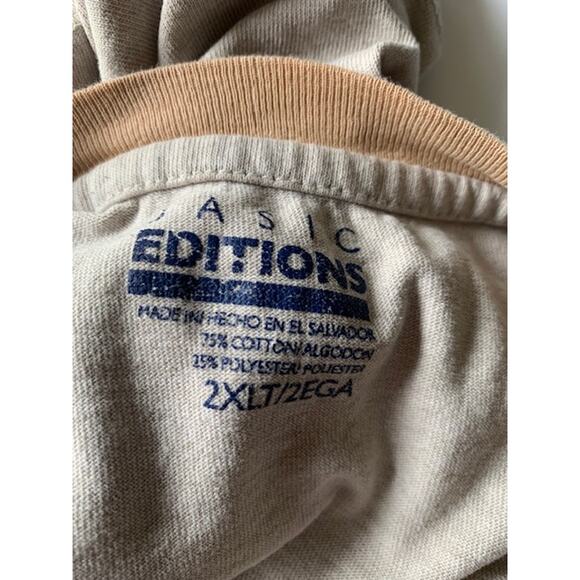 BASIC
EDITIONS
MADE IN/ HECHO EN EL SALVADOR
75% COTTON/ ALGODON
25% POLYESTER/ POLIESTER
2XLT/2EGA